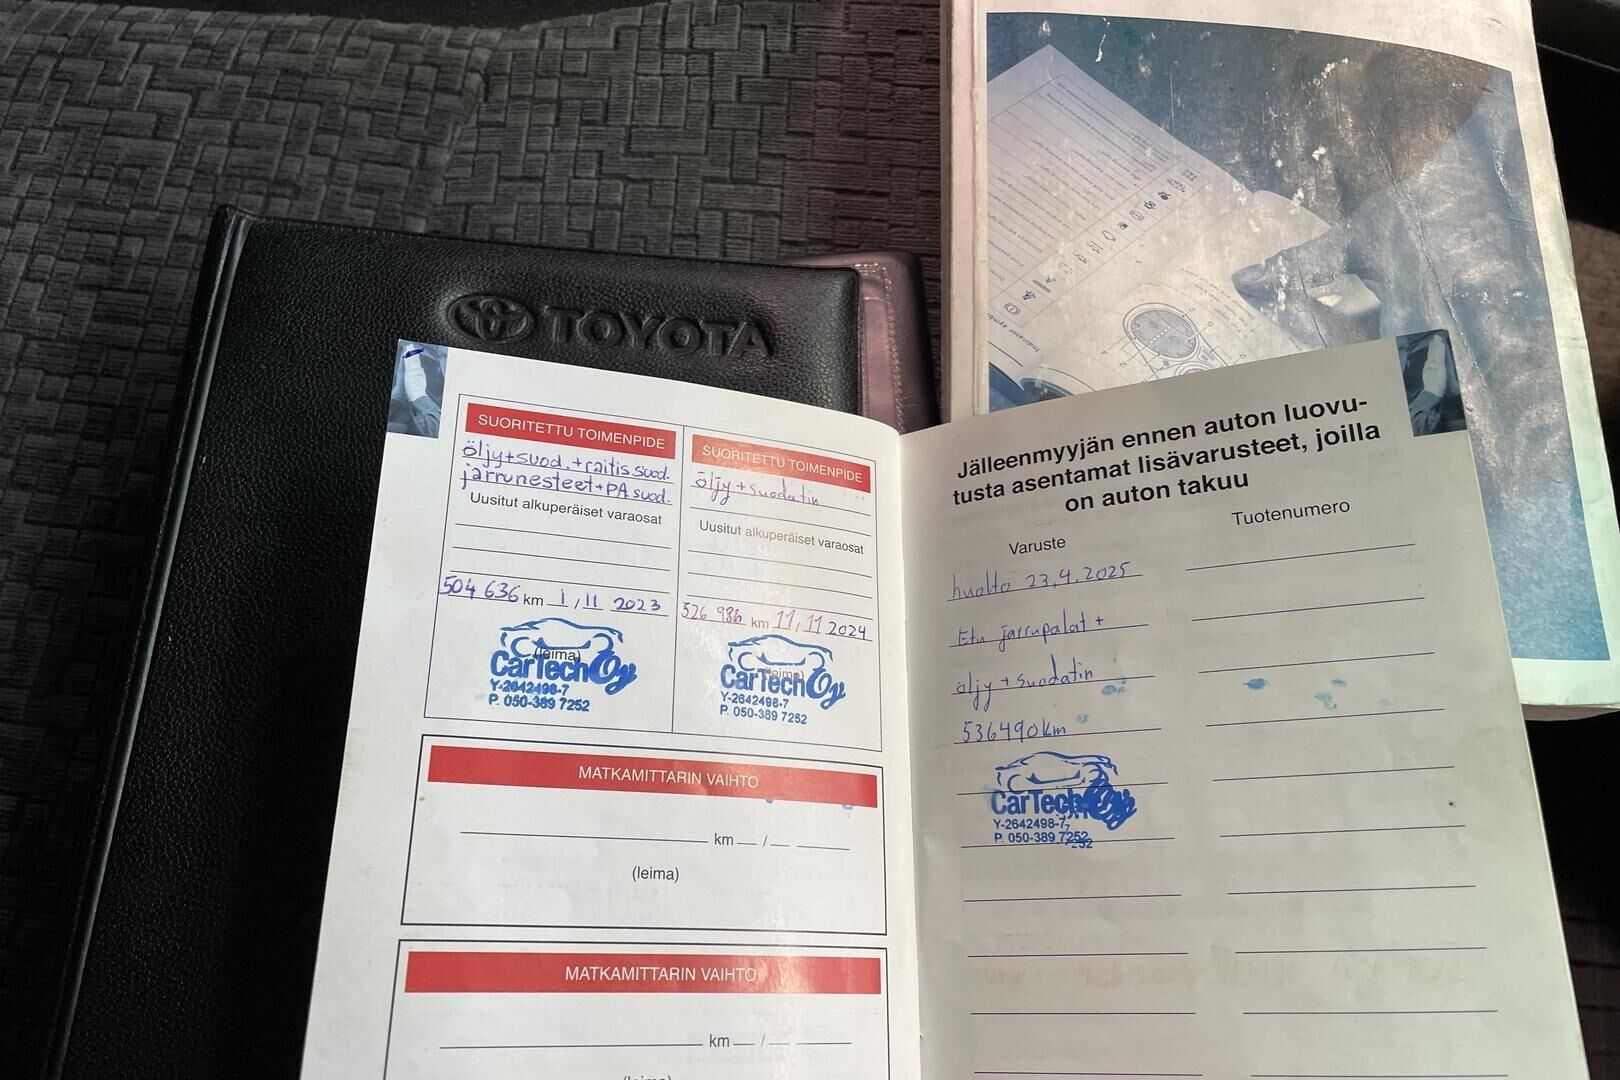 TOYOTA
SUORITETTU TOIMENPIDE
öljy+suod.+raitis suod.
jarrunesteet+PA suod.
Uusitut alkuperäiset varaosat
504 636 km 1 / 11 2023
(leima)
CarTech Oy
Y-2642498-7
P. 050-389 7252
SUORITETTU TOIMENPIDE
öljy + suodatin
Uusitut alkuperäiset varaosat
526 986 km 11, 11 2024
(leima)
CarTech Oy
Y-2642498-7
P. 050-389 7252
MATKAMITTARIN VAIHTO
km / 
(leima)
MATKAMITTARIN VAIHTO
km / 
(leima)
Jälleenmyyjän ennen auton luovu-
tusta asentamat lisävarusteet, joilla
on auton takuu
Varuste
Tuotenumero
huolto 23,4,2025
Etu jarrupalat +
öljy + suodatin
536490km
CarTech Oy
Y-2642498-7
P. 050-389 7252